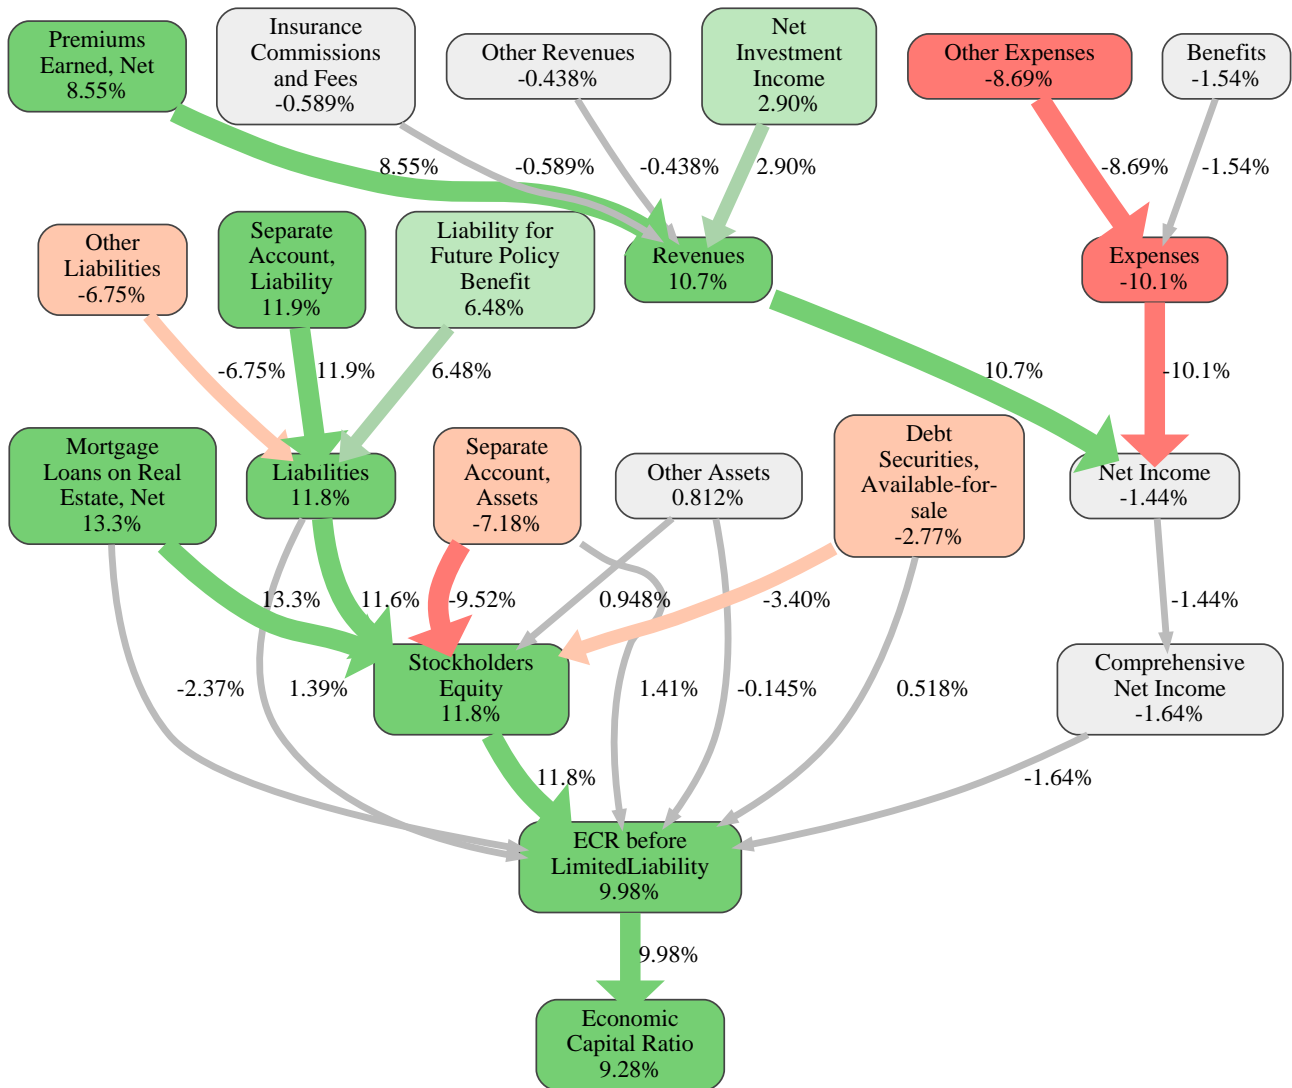 Premiums
Earned, Net
8.55%
Insurance
Commissions
and Fees
-0.589%
Other Revenues
-0.438%
Net
Investment
Income
2.90%
Other Expenses
-8.69%
Benefits
-1.54%
8.55%
-0.589%
-0.438%
2.90%
-8.69%
-1.54%
Other
Liabilities
-6.75%
Separate
Account,
Liability
11.9%
Liability for
Future Policy
Benefit
6.48%
Revenues
10.7%
Expenses
-10.1%
-6.75%
11.9%
6.48%
10.7%
-10.1%
Mortgage
Loans on Real
Estate, Net
13.3%
Liabilities
11.8%
Separate
Account,
Assets
-7.18%
Other Assets
0.812%
Debt
Securities,
Available-for-
sale
-2.77%
Net Income
-1.44%
13.3%
11.6%
-9.52%
0.948%
-3.40%
-1.44%
Stockholders
Equity
11.8%
Comprehensive
Net Income
-1.64%
-2.37%
1.39%
1.41%
-0.145%
0.518%
11.8%
-1.64%
ECR before
LimitedLiability
9.98%
9.98%
Economic
Capital Ratio
9.28%